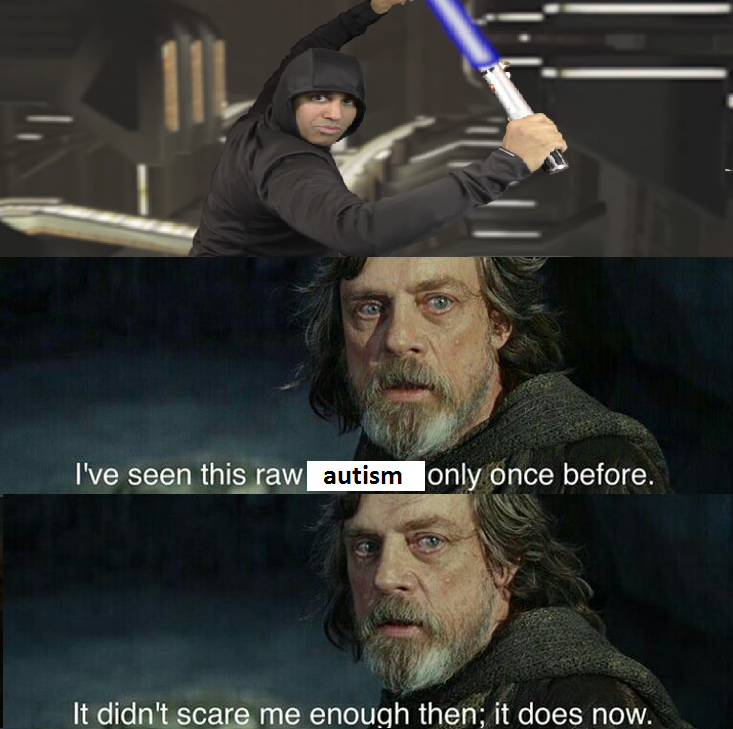 I've seen this raw autism only once before.
It didn't scare me enough then; it does now.